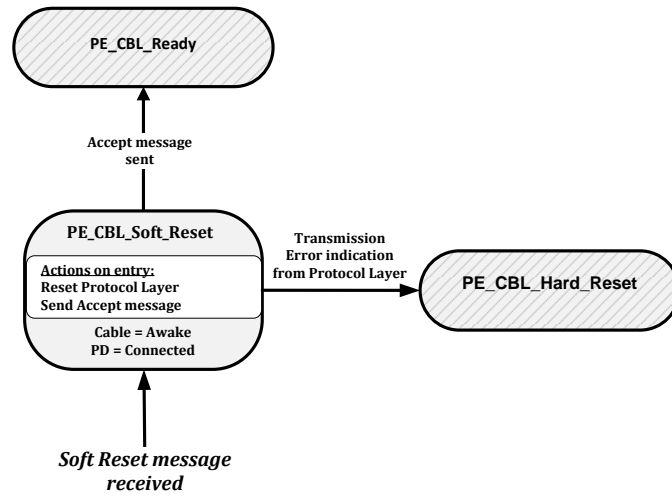 PE_CBL_Ready
Accept message
sent
PE_CBL_Soft_Reset
Actions on entry:
Reset Protocol Layer
Send Accept message
Cable = Awake
PD = Connected
Transmission
Error indication
from Protocol Layer
PE_CBL_Hard_Reset
Soft Reset message
received